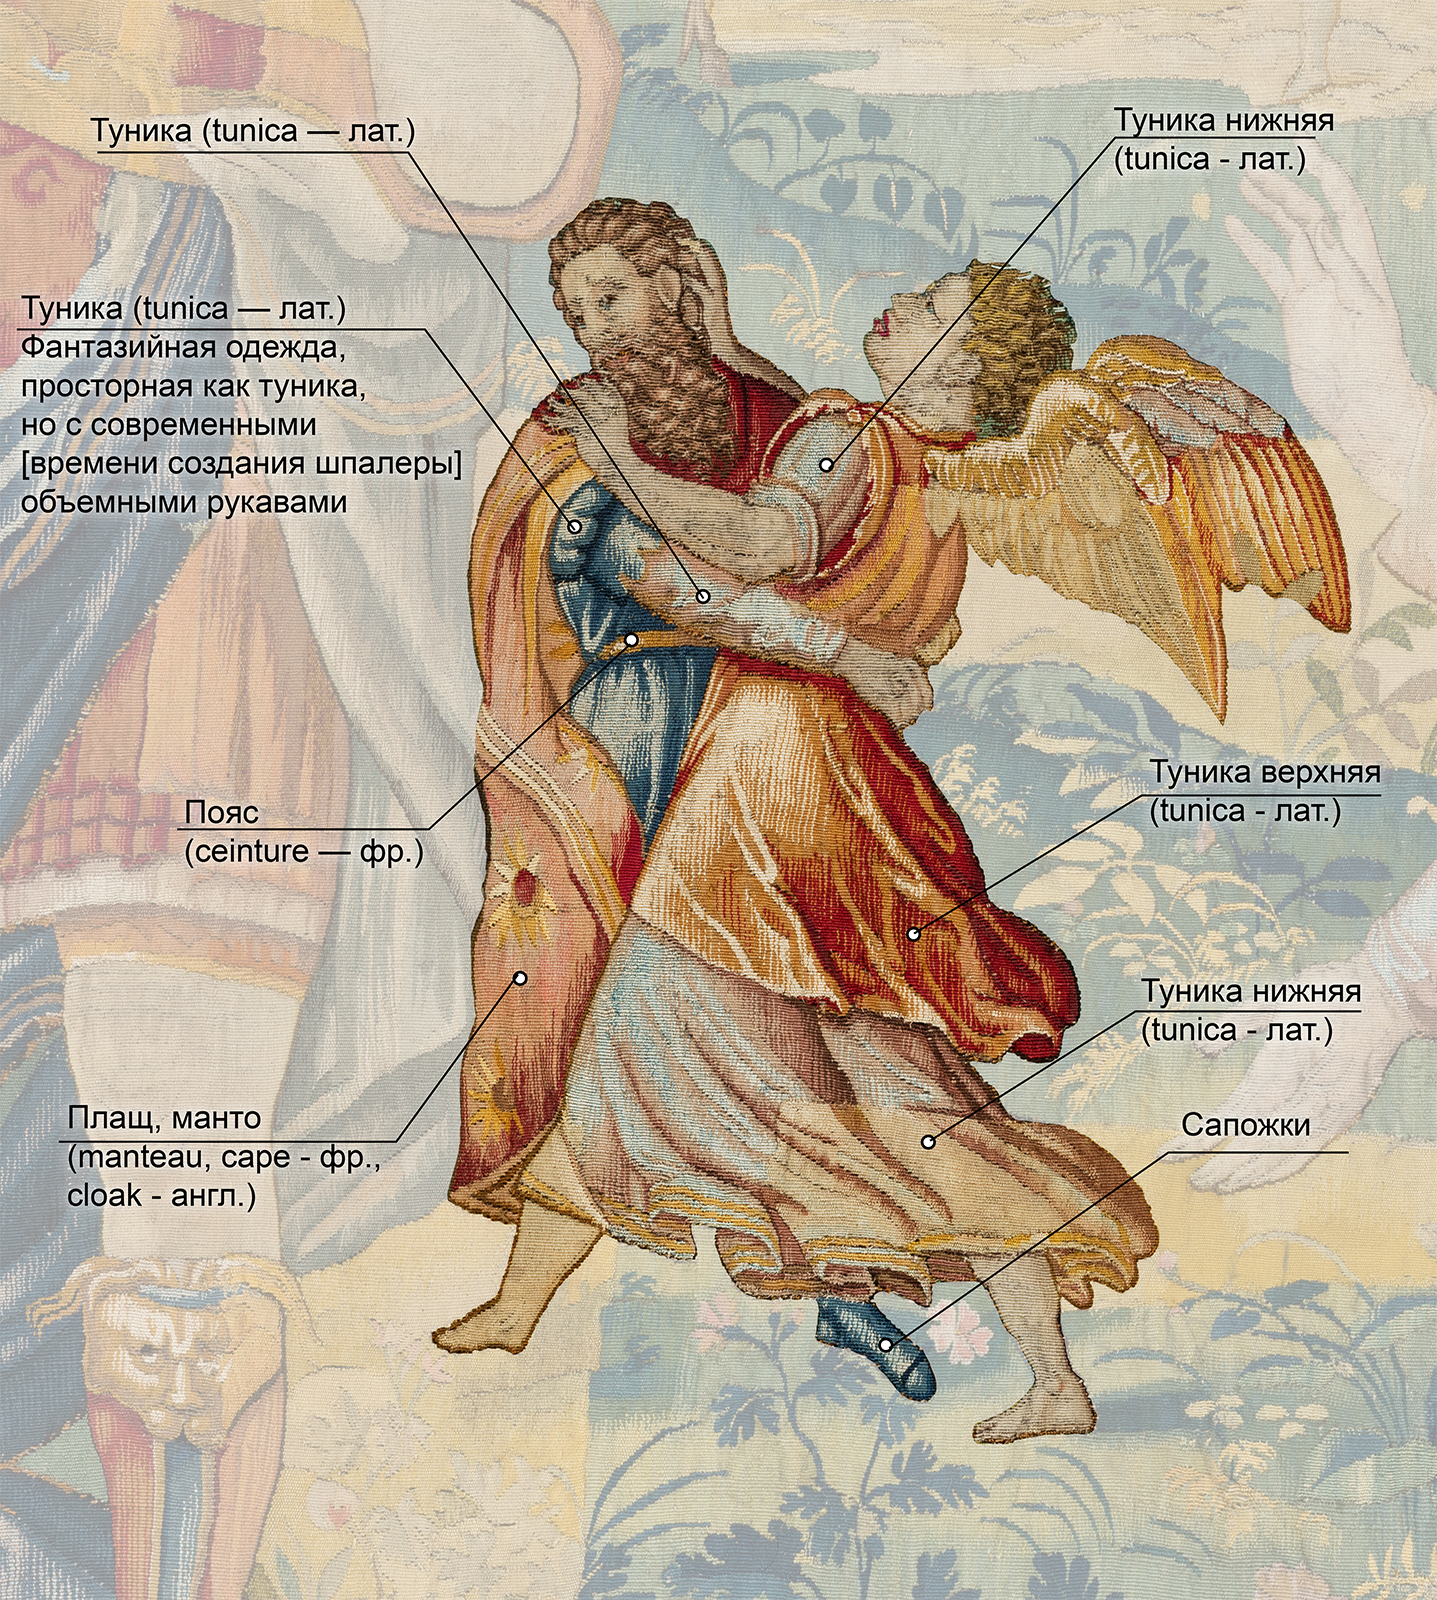 Туника (tunica — лат.)
Туника (tunica — лат.)
Фантазийная одежда,
просторная как туника,
но с современными
[времени создания шпалеры]
объемными рукавами
Пояс
(ceinture — фр.)
Плащ, манто
(manteau, cape - фр.,
cloak - англ.)
Туника нижняя
(tunica - лат.)
Туника верхняя
(tunica - лат.)
Туника нижняя
(tunica - лат.)
Сапожки